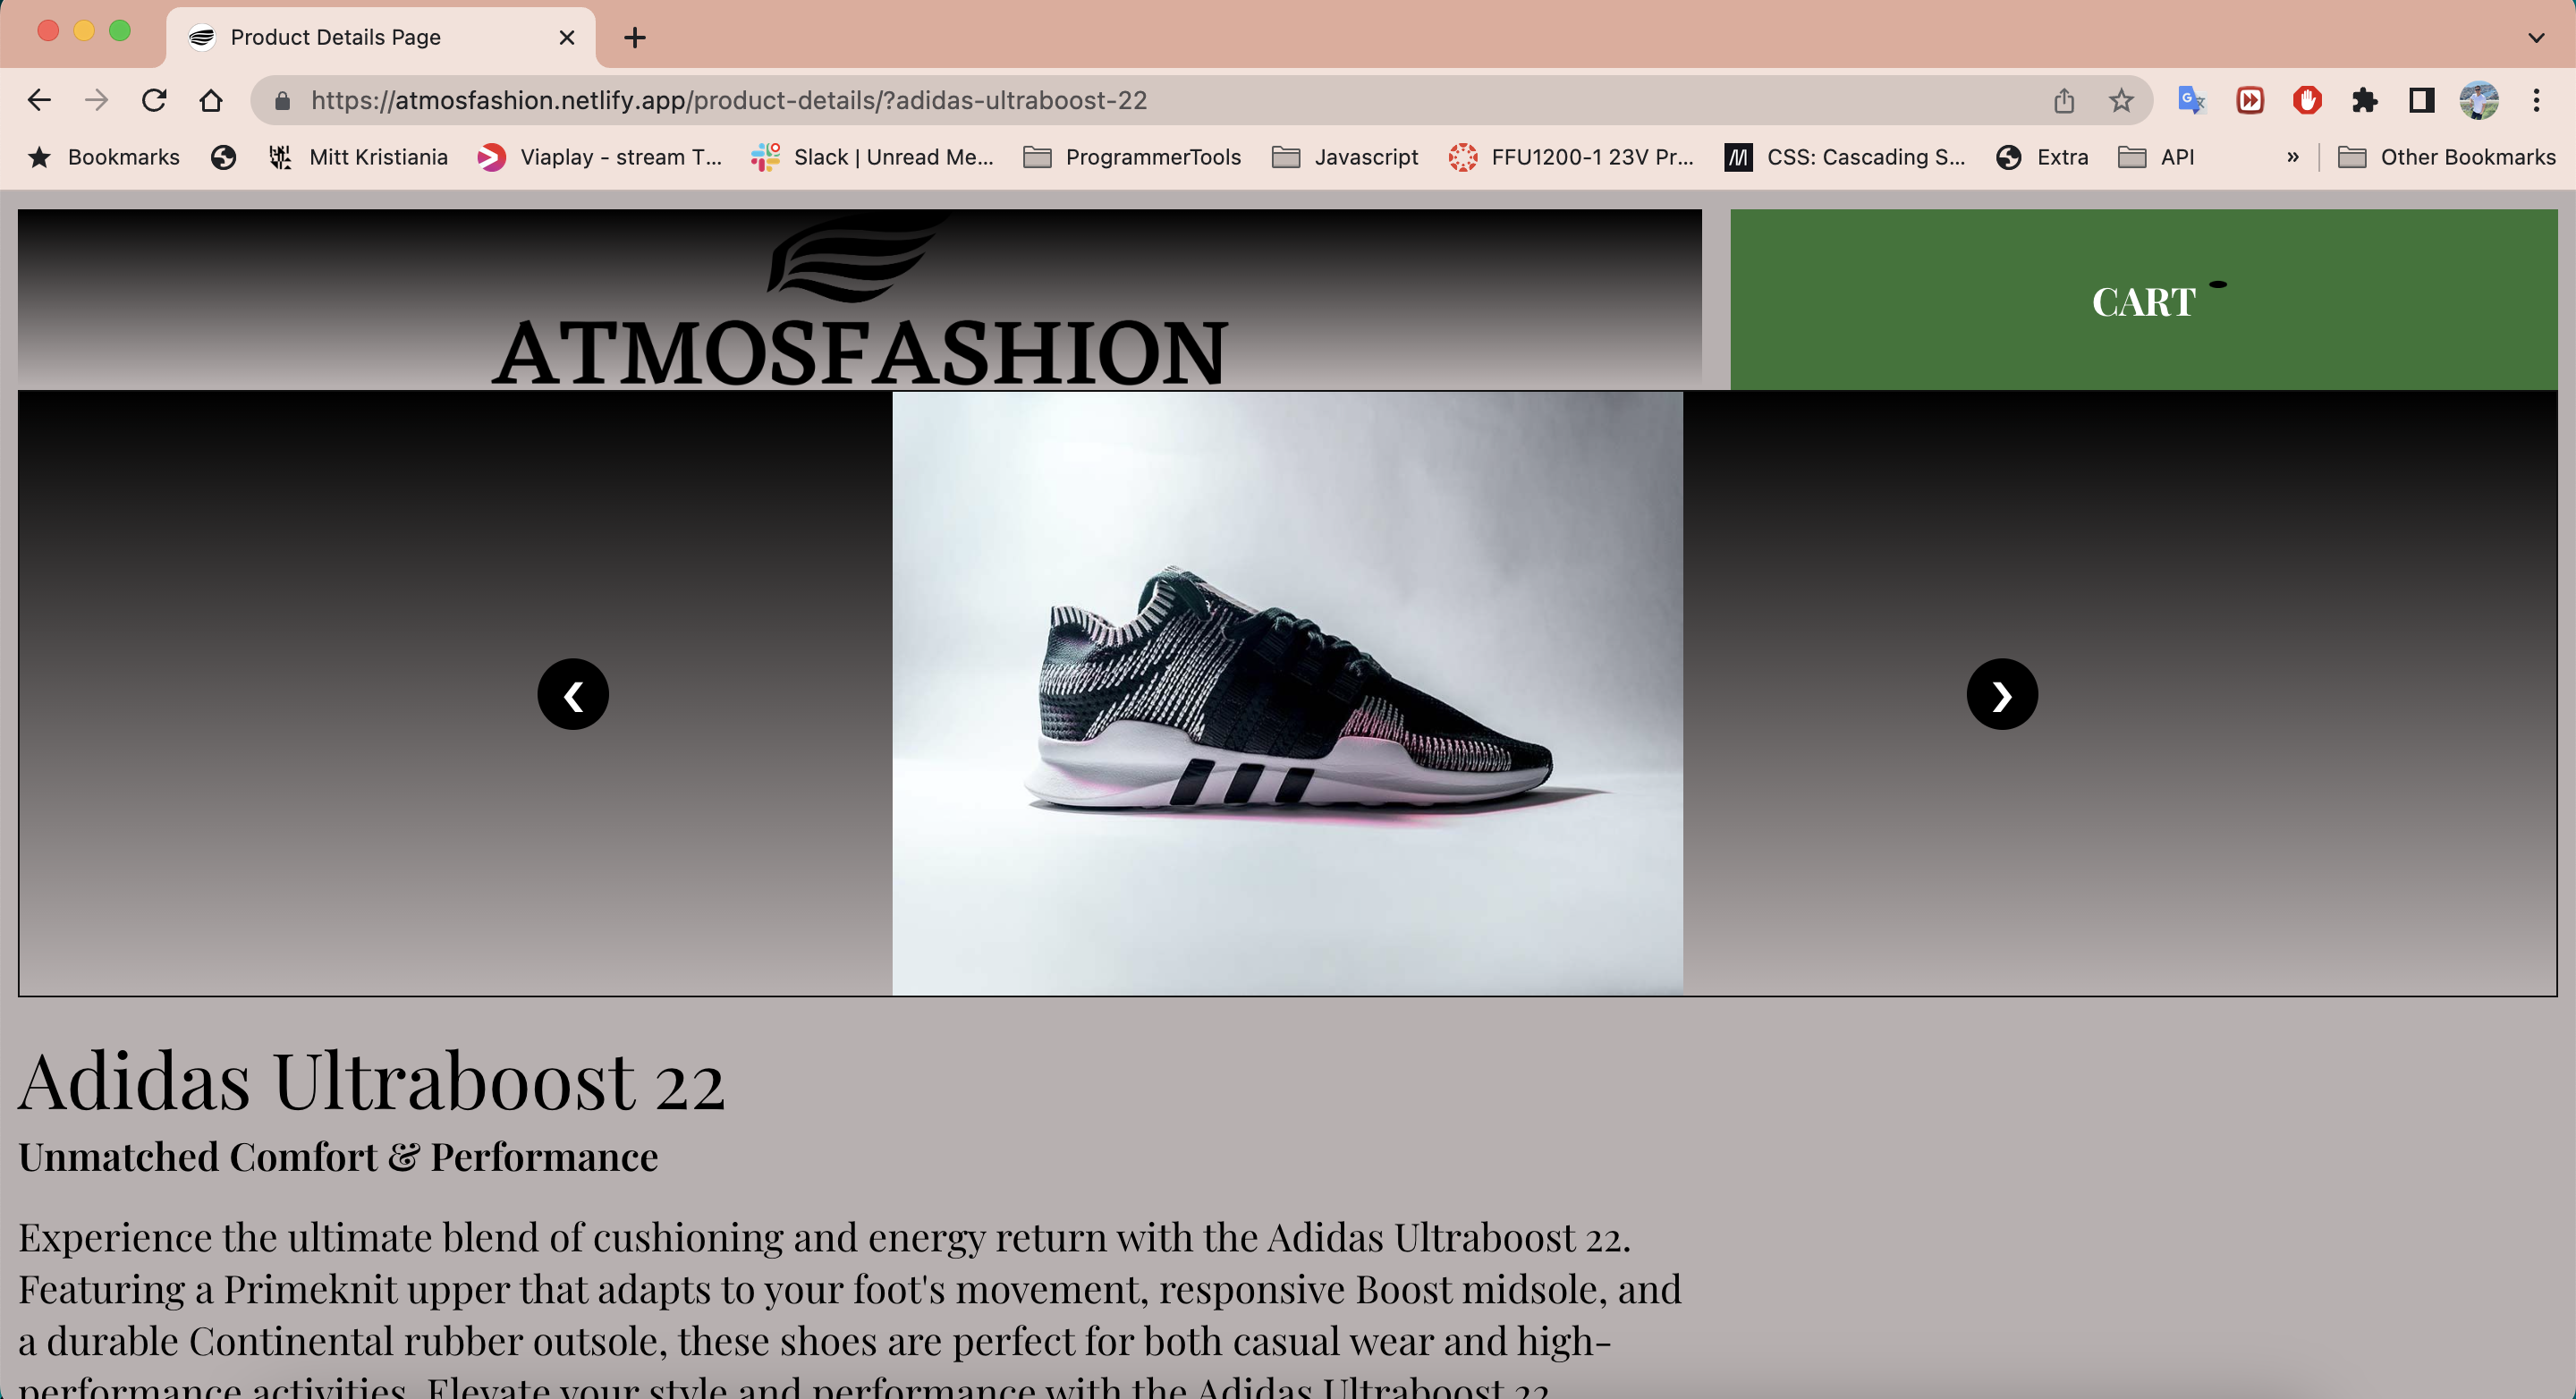 Product Details Page
https://atmosfashion.netlify.app/product-details/?adidas-ultraboost-22
Bookmarks
Mitt Kristiania
Viaplay - stream T...
Slack | Unread Me...
ProgrammerTools
Javascript
FFU1200-1 23V Pr...
CSS: Cascading S...
Extra
API
»
Other Bookmarks
ATMOSFASHION
CART
❮
❯
Adidas Ultraboost 22
Unmatched Comfort & Performance
Experience the ultimate blend of cushioning and energy return with the Adidas Ultraboost 22.
Featuring a Primeknit upper that adapts to your foot's movement, responsive Boost midsole, and
a durable Continental rubber outsole, these shoes are perfect for both casual wear and high-
performance activities. Elevate your style and performance with the Adidas Ultraboost 22